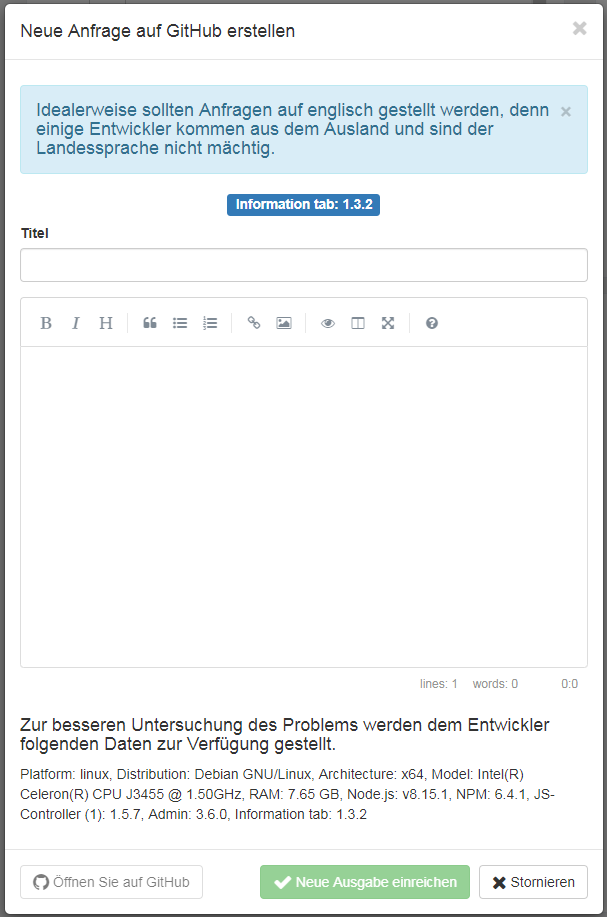 Neue Anfrage auf GitHub erstellen
Idealerweise sollten Anfragen auf englisch gestellt werden, denn
einige Entwickler kommen aus dem Ausland und sind der
Landessprache nicht mächtig.
Information tab: 1.3.2
Titel
B I H
lines: 1 words: 0 0:0
Zur besseren Untersuchung des Problems werden dem Entwickler
folgenden Daten zur Verfügung gestellt.
Platform: linux, Distribution: Debian GNU/Linux, Architecture: x64, Model: Intel(R)
Celeron(R) CPU J3455 @ 1.50GHz, RAM: 7.65 GB, Node.js: v8.15.1, NPM: 6.4.1, JS-
Controller (1): 1.5.7, Admin: 3.6.0, Information tab: 1.3.2
Öffnen Sie auf GitHub Neue Ausgabe einreichen Stornieren